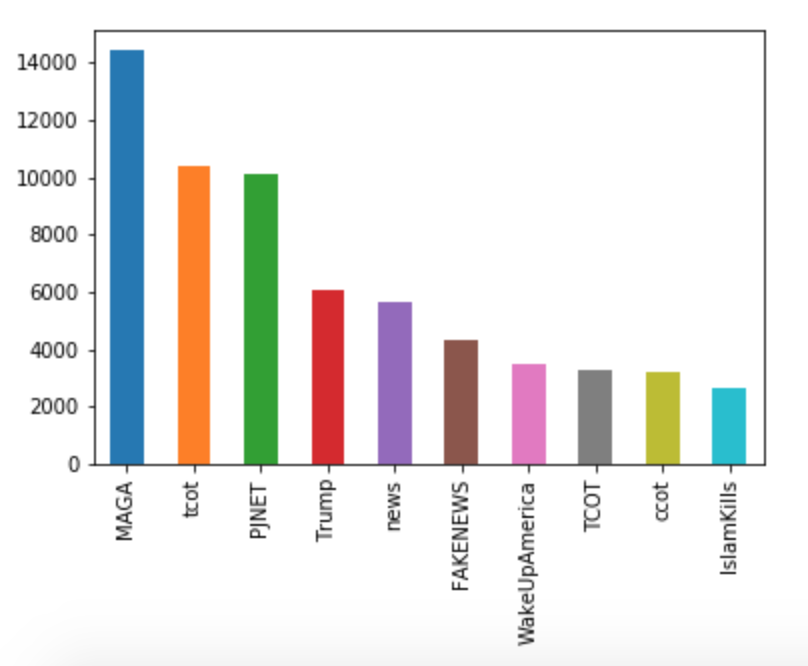 14000
12000
10000
8000
6000
4000
2000
0
MAGA
tcot
PJNET
Trump
news
FAKENEWS
WakeUpAmerica
TCOT
ccot
IslamKills